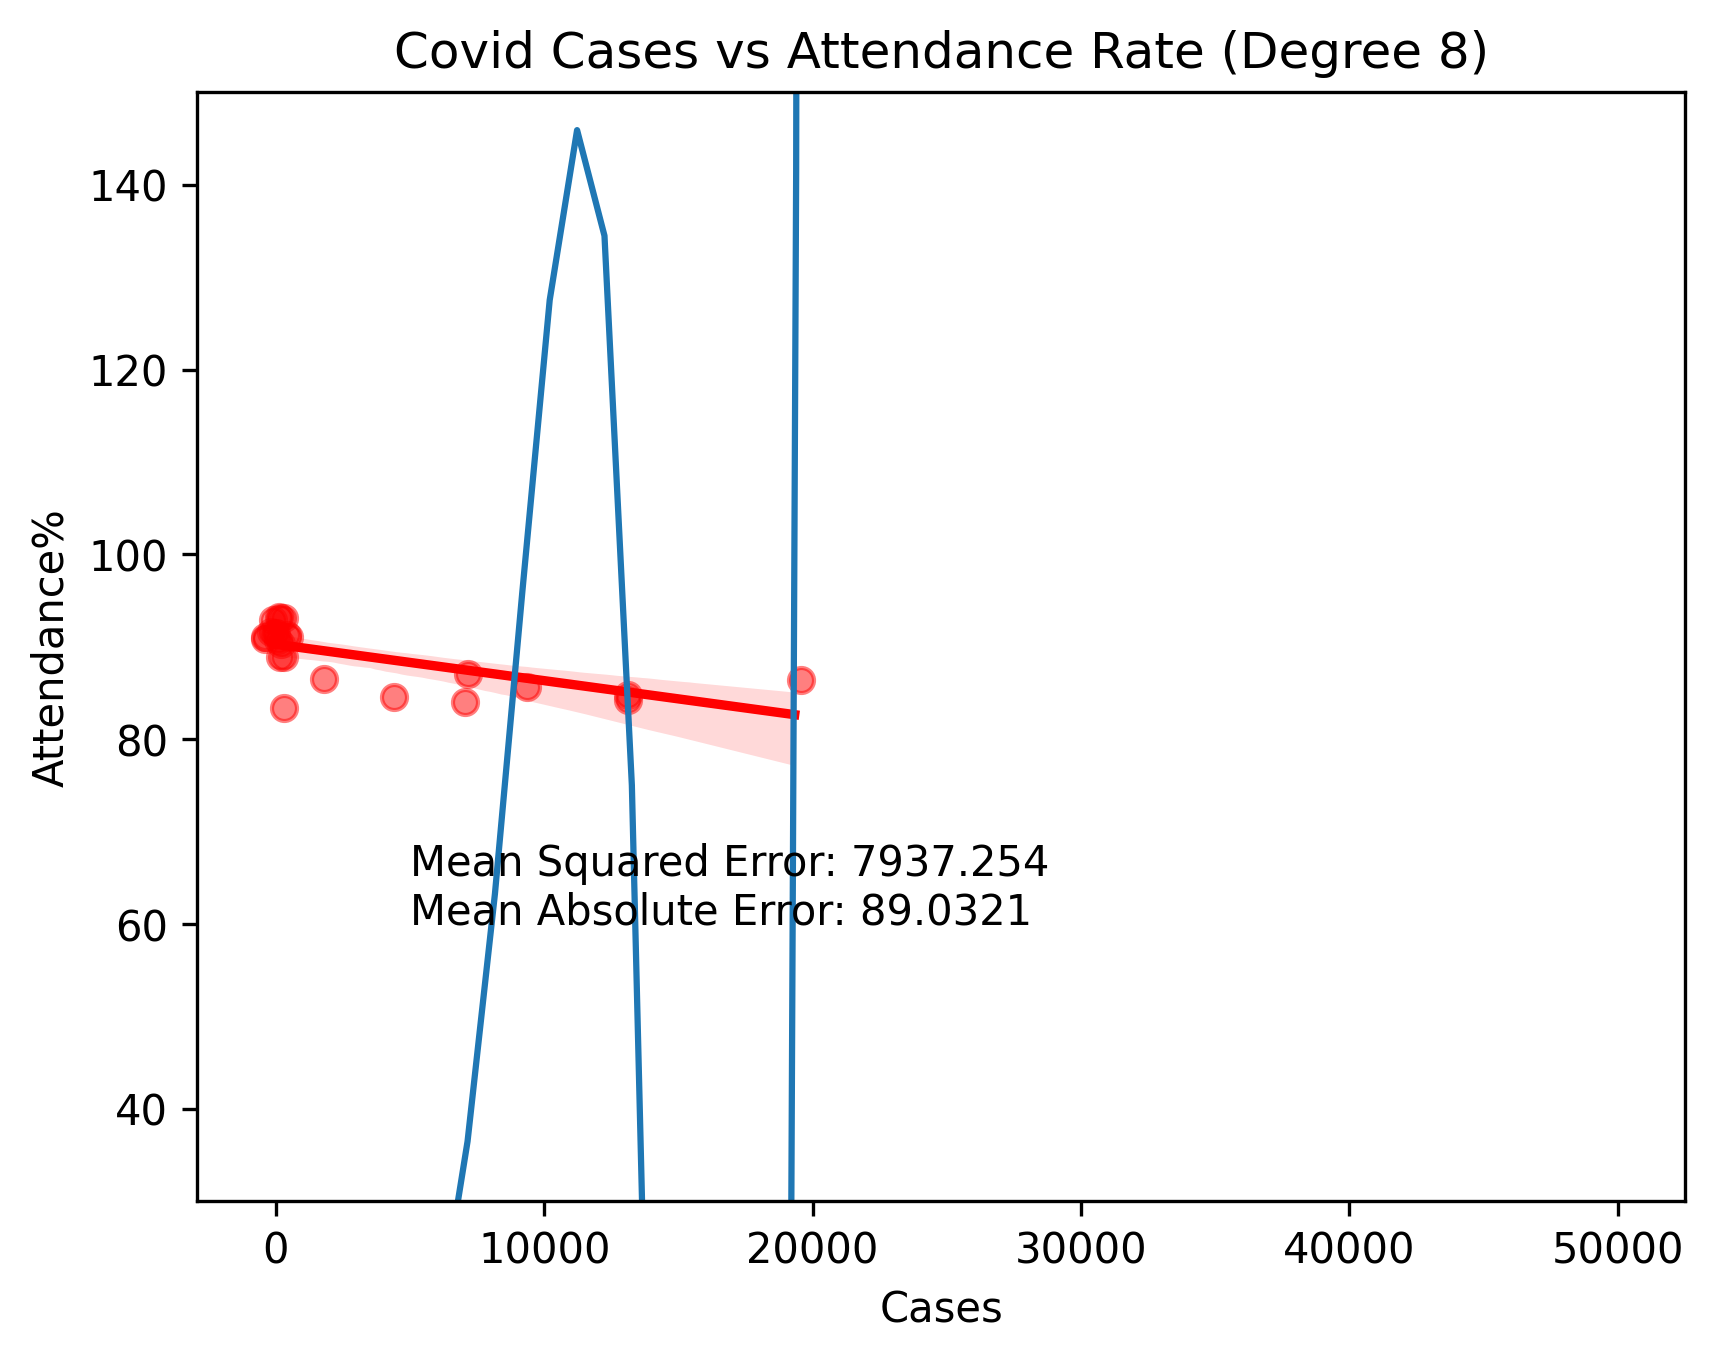 Covid Cases vs Attendance Rate (Degree 8)
140
120
100
80
60
40
Attendance%
Mean Squared Error: 7937.254
Mean Absolute Error: 89.0321
0 10000 20000 30000 40000 50000
Cases